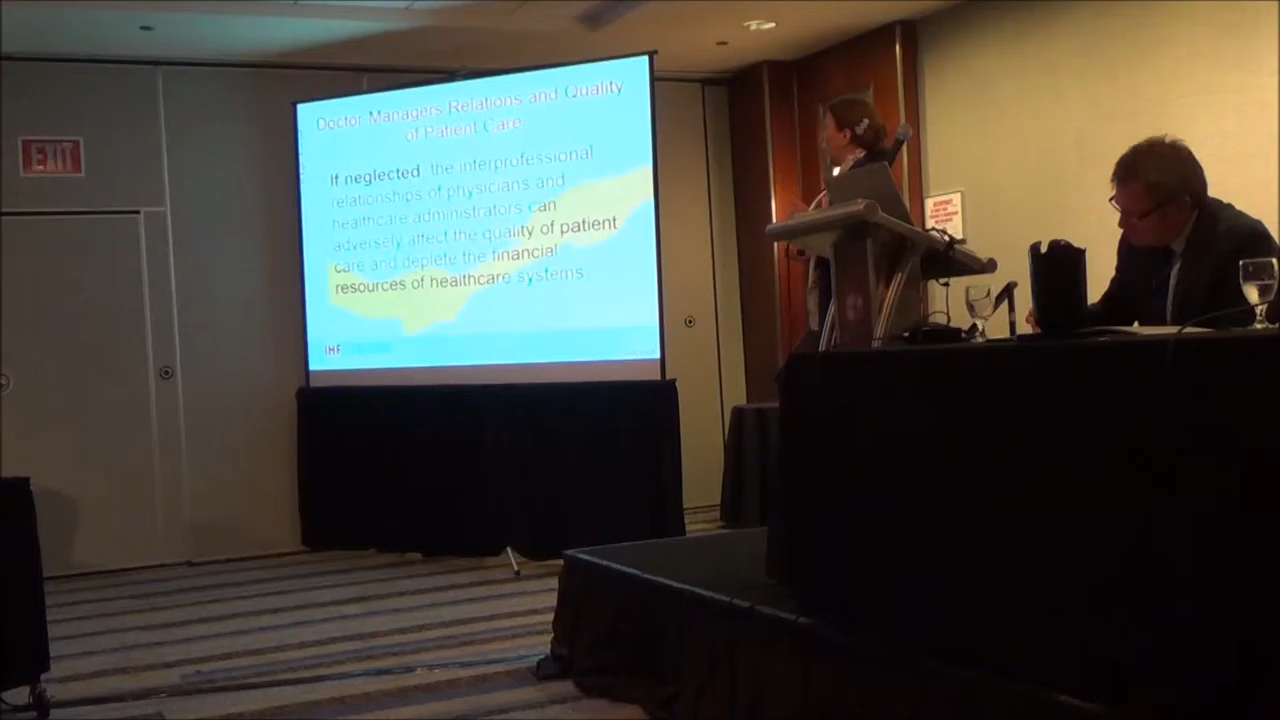 EXIT
Doctor Managers Relations and Quality
of Patient Care
If neglected the interprofessional
relationships of physicians and
healthcare administrators can
adversely affect the quality of patient
care and deplete the financial
resources of healthcare systems
IHF